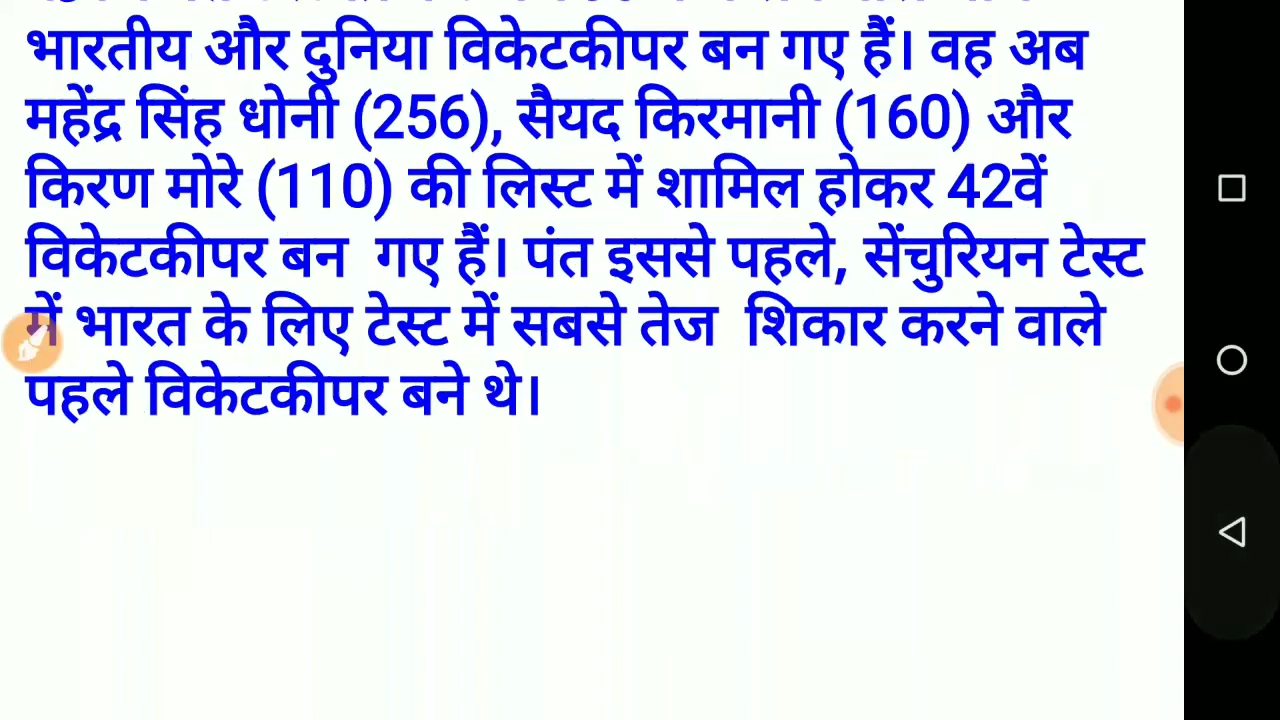 भारतीय और दुनिया विकेटकीपर बन गए हैं। वह अब
महेंद्र सिंह धोनी (256), सैयद किरमानी (160) और
किरण मोरे (110) की लिस्ट में शामिल होकर 42वें
विकेटकीपर बन गए हैं। पंत इससे पहले, सेंचुरियन टेस्ट
में भारत के लिए टेस्ट में सबसे तेज शिकार करने वाले
पहले विकेटकीपर बने थे।